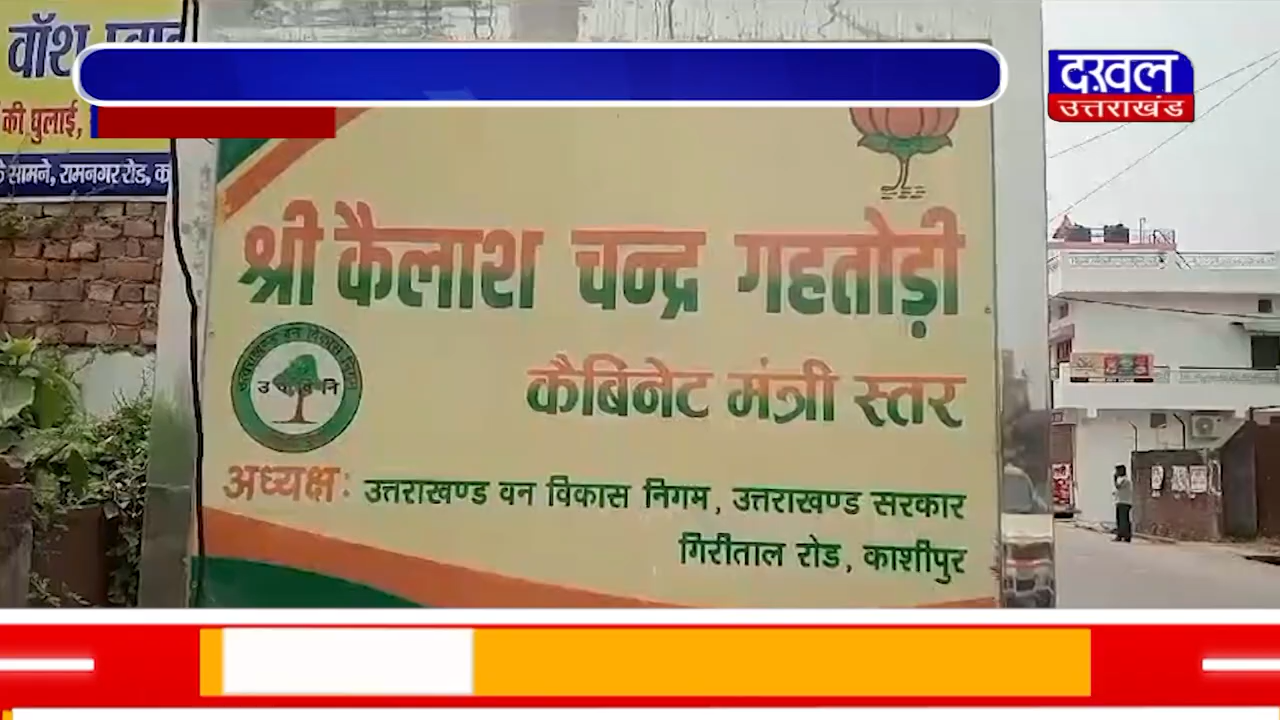 वॉश
की धुलाई,
सामने, रामनगर रोड,
दख़ल
उत्तराखंड
श्री कैलाश चन्द्र गहतोड़ी
कैबिनेट मंत्री स्तर
उ व नि
अध्यक्ष: उत्तराखण्ड वन विकास निगम, उत्तराखण्ड सरकार
गिरीताल रोड, काशीपुर